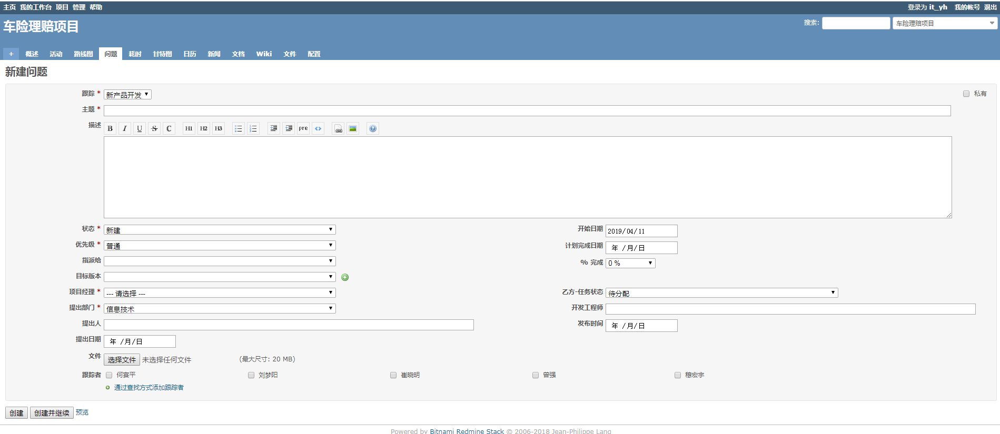 主页 我的工作台 项目 管理 帮助 登录为 it_yh 我的帐号 退出
车险理赔项目 搜索: 车险理赔项目
+ 概述 活动 路线图 问题 耗时 甘特图 日历 新闻 文档 Wiki 文件 配置
新建问题
跟踪 * 新产品开发 私有
主题 *
描述 B I U S C H1 H2 H3 pre <> ?
状态 * 新建 开始日期 2019/04/11
优先级 * 普通 计划完成日期 年 /月/日
指派给 % 完成 0 %
目标版本
项目经理 * --- 请选择 --- 乙方-任务状态 待分配
提出部门 * 信息技术 开发工程师
提出人 发布时间 年 /月/日
提出日期 年 /月/日
文件 选择文件 未选择任何文件 (最大尺寸: 20 MB)
跟踪者 何宴平 刘梦阳 崔晓明 曾强 穆宏宇
通过查找方式添加跟踪者
创建 创建并继续 预览
Powered by Bitnami Redmine Stack © 2006-2018 Jean-Philippe Lang